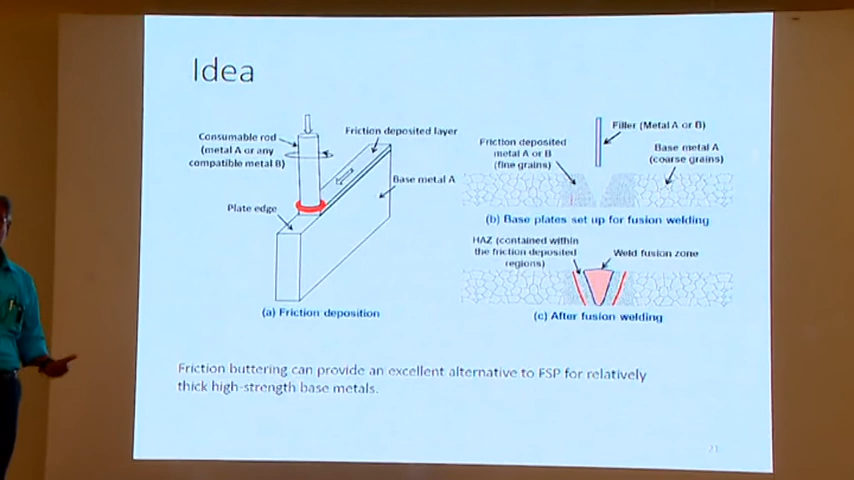 Idea
Consumable rod
(metal A or any
compatible metal B)
Friction deposited layer
Base metal A
Plate edge
(a) Friction deposition
Filler (Metal A or B)
Friction deposited
metal A or B
(fine grains)
Base metal A
(coarse grains)
(b) Base plates set up for fusion welding
HAZ (contained within
the friction deposited
regions)
Weld fusion zone
(c) After fusion welding
Friction buttering can provide an excellent alternative to FSP for relatively
thick high-strength base metals.
21